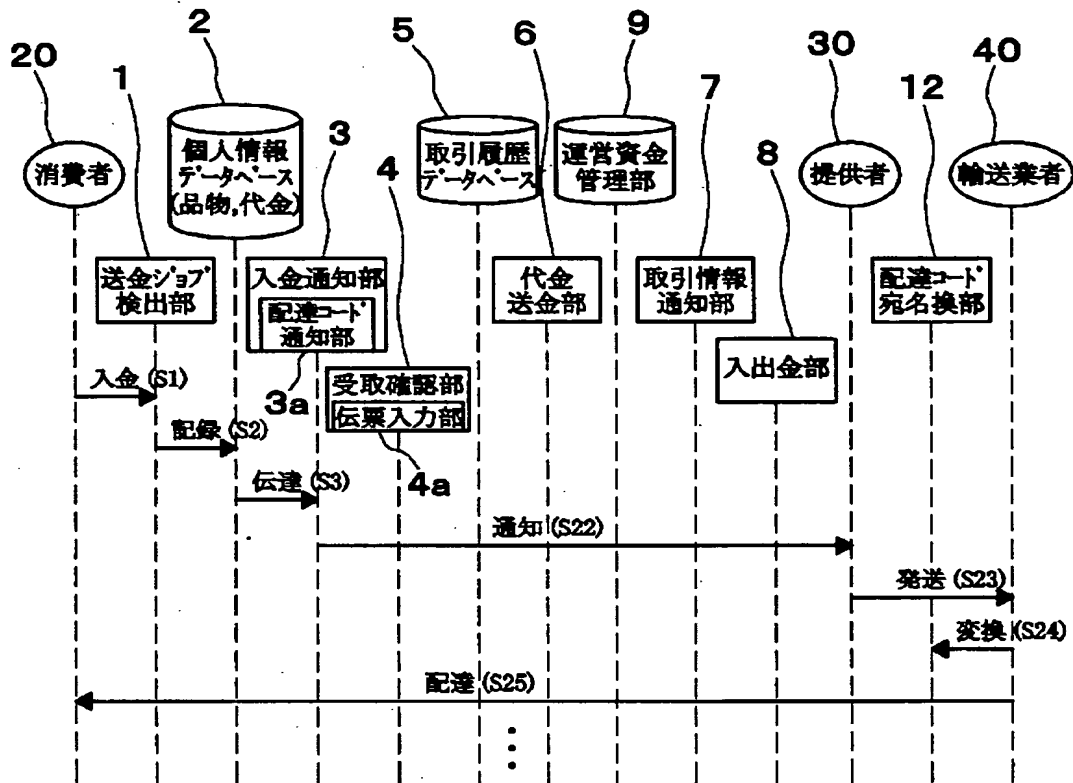 20
1
2
3
5
6
9
7
30
12
40
消費者
個人情報
データベース
(品物,代金)
取引履歴
データベース
運営資金
管理部
8
提供者
輸送業者
送金ジョブ
検出部
入金通知部
配達コード
通知部
4
代金
送金部
取引情報
通知部
配達コード
宛名換部
入金(S1)
3a
受取確認部
伝票入力部
入出金部
記録(S2)
4a
伝達(S3)
通知(S22)
発送(S23)
変換(S24)
配達(S25)